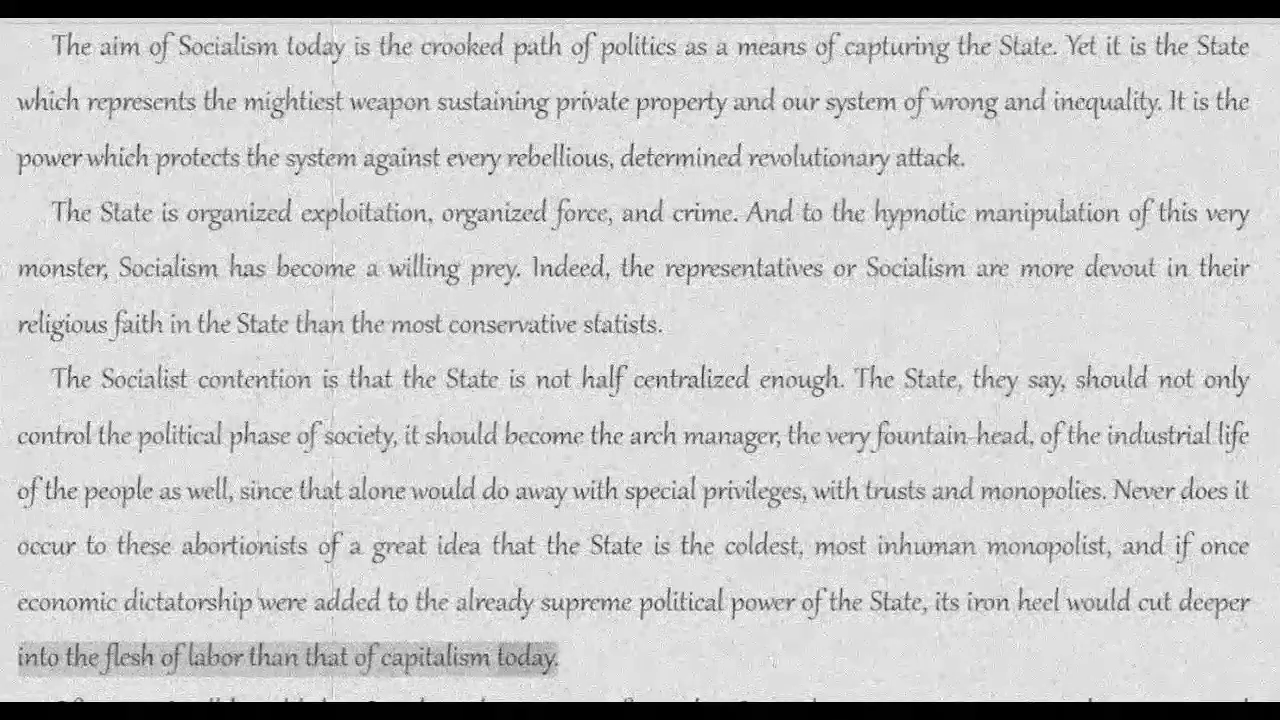 The aim of Socialism today is the crooked path of politics as a means of capturing the State. Yet it is the State
which represents the mightiest weapon sustaining private property and our system of wrong and inequality. It is the
power which protects the system against every rebellious, determined revolutionary attack.
The State is organized exploitation, organized force, and crime. And to the hypnotic manipulation of this very
monster, Socialism has become a willing prey. Indeed, the representatives or Socialism are more devout in their
religious faith in the State than the most conservative statists.
The Socialist contention is that the State is not half centralized enough. The State, they say, should not only
control the political phase of society, it should become the arch manager, the very fountain-head, of the industrial life
of the people as well, since that alone would do away with special privileges, with trusts and monopolies. Never does it
occur to these abortionists of a great idea that the State is the coldest, most inhuman monopolist, and if once
economic dictatorship were added to the already supreme political power of the State, its iron heel would cut deeper
into the flesh of labor than that of capitalism today.